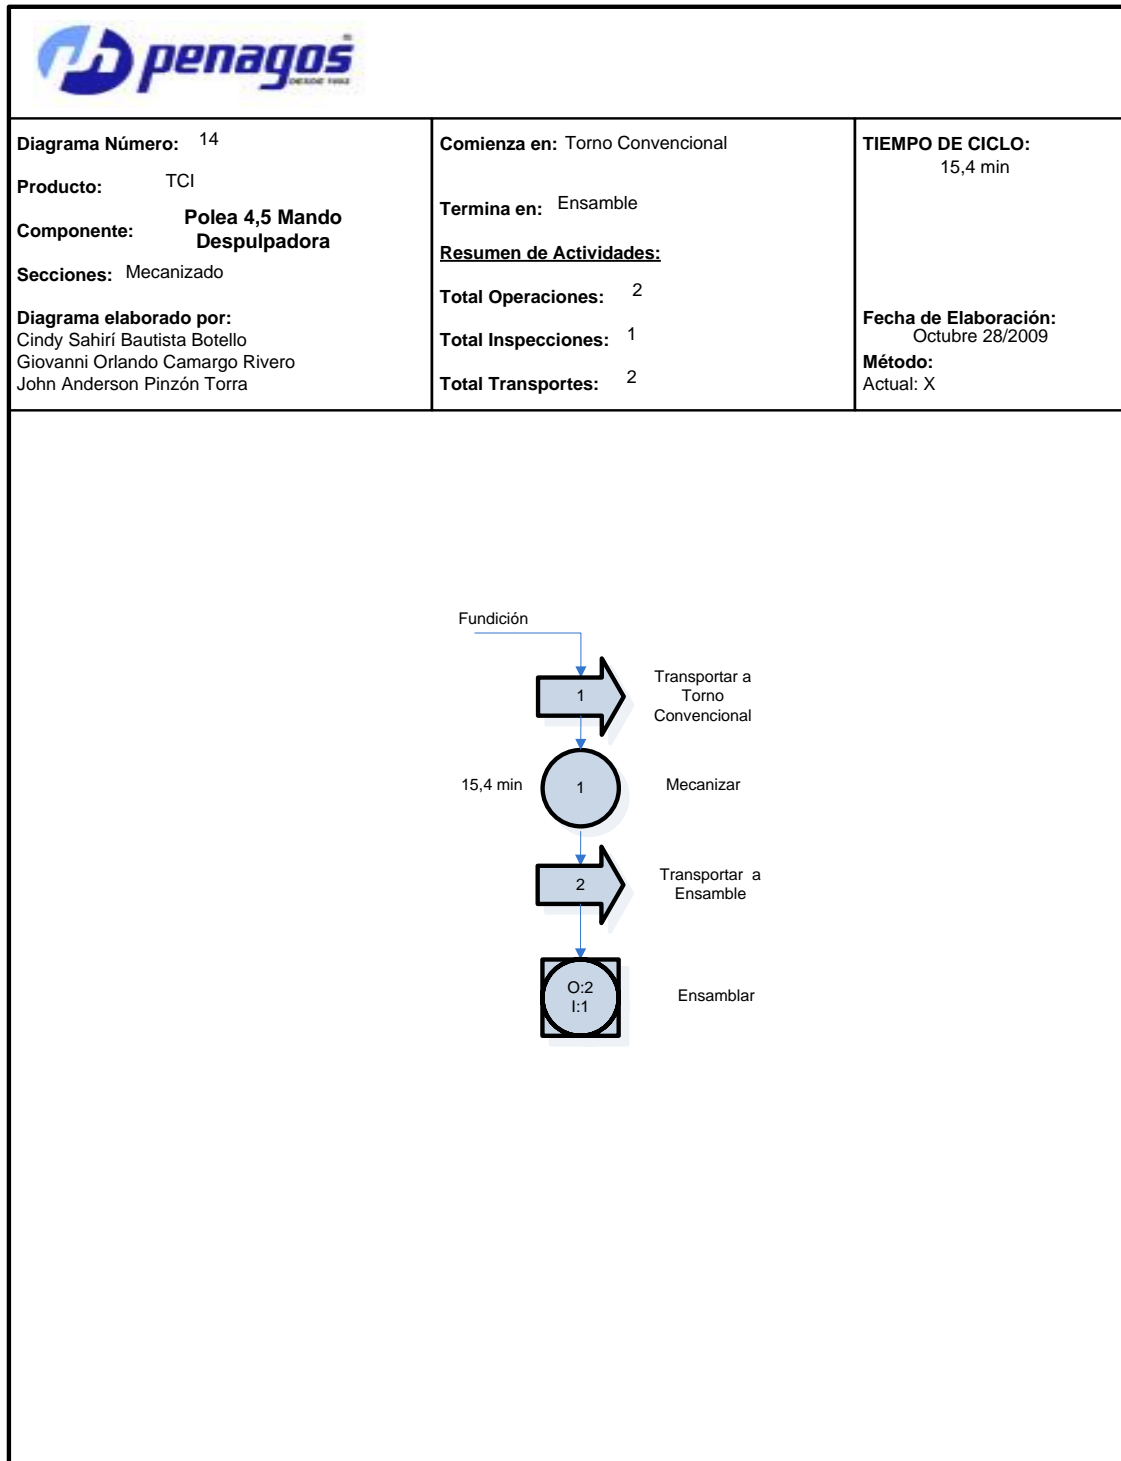 penagos
DESDE 1892
Diagrama Número: 14
Producto: TCI
Componente: Polea 4,5 Mando
Despulpadora
Secciones: Mecanizado
Diagrama elaborado por:
Cindy Sahirí Bautista Botello
Giovanni Orlando Camargo Rivero
John Anderson Pinzón Torra
Comienza en: Torno Convencional
Termina en: Ensamble
Resumen de Actividades:
Total Operaciones: 2
Total Inspecciones: 1
Total Transportes: 2
TIEMPO DE CICLO:
15,4 min
Fecha de Elaboración:
Octubre 28/2009
Método:
Actual: X
Fundición
1
Transportar a
Torno
Convencional
15,4 min
1
Mecanizar
2
Transportar a
Ensamble
O:2
I:1
Ensamblar